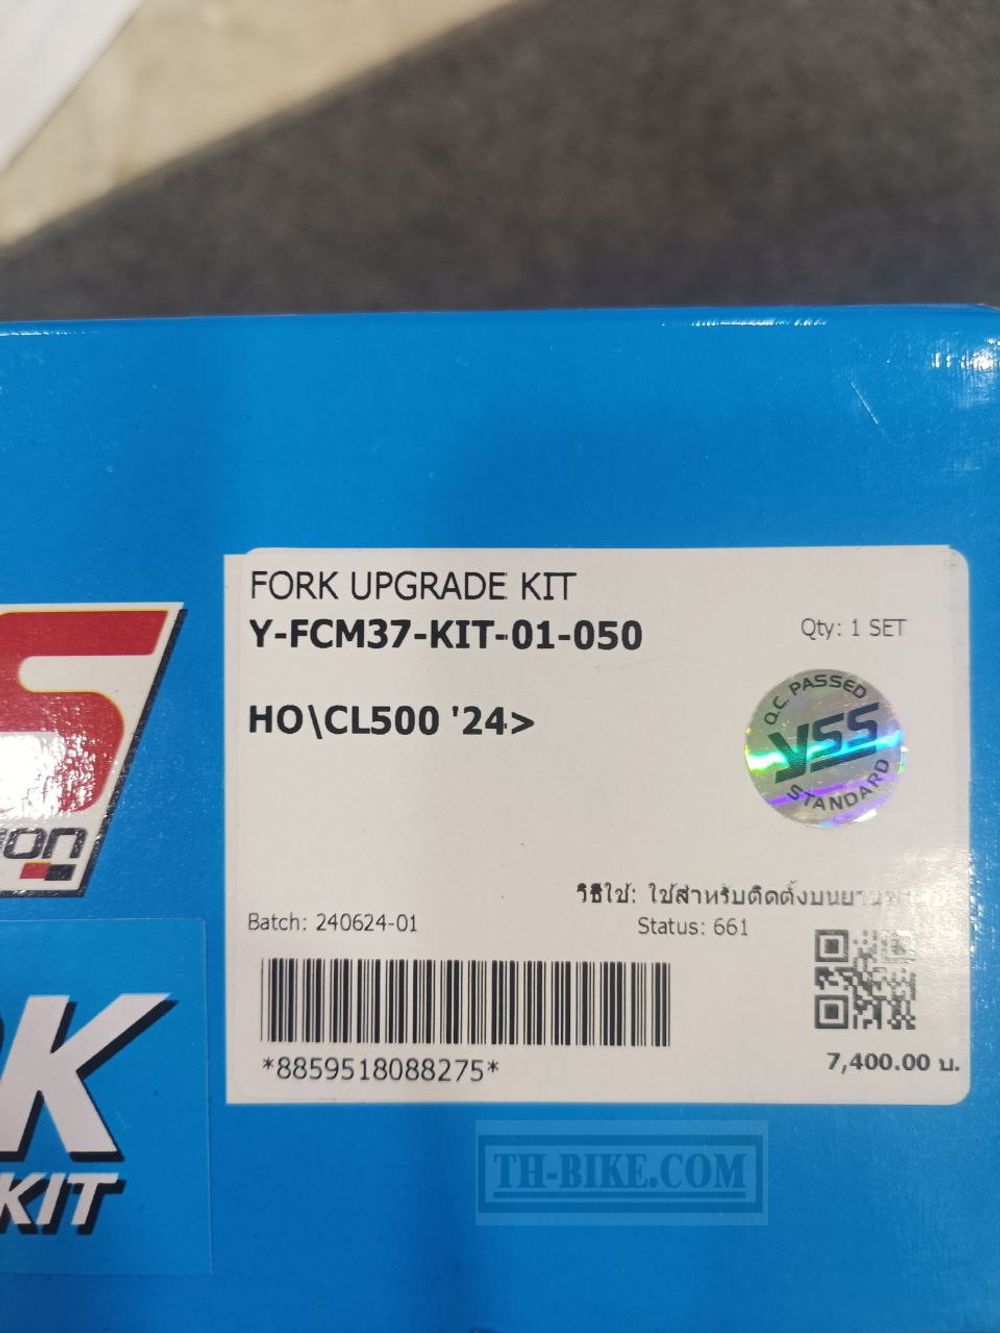 FORK UPGRADE KIT
Y-FCM37-KIT-01-050
Qty: 1 SET
HO\CL500 '24>
Q.C PASSED
YSS
STANDARD
วิธีใช้: ใช้สำหรับติดตั้งบน
Batch: 240624-01
Status: 661
*8859518088275*
7,400.00 บ.
KIT
TH-BIKE.COM